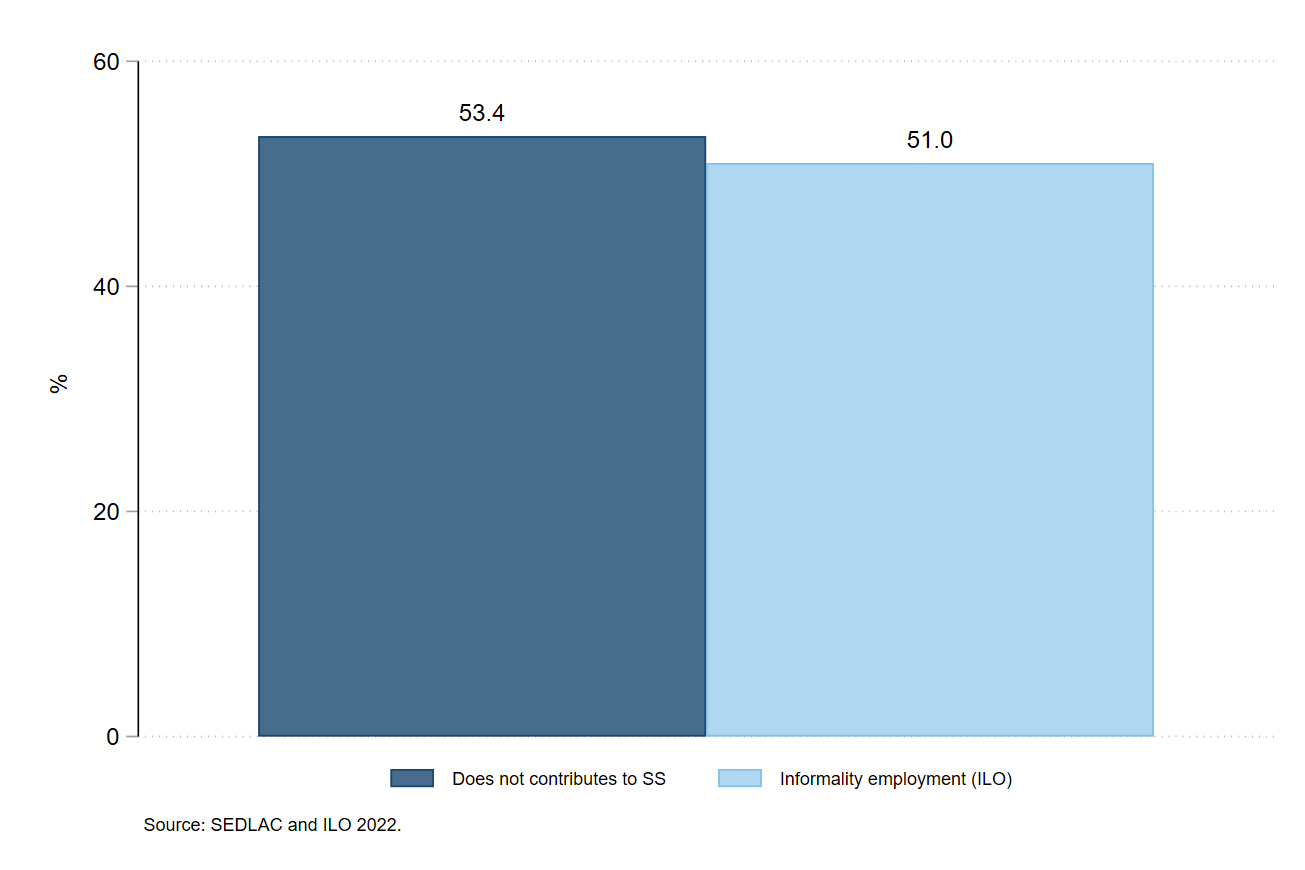 60
53.4
51.0
40
%
20
0
Does not contributes to SS
Informality employment (ILO)
Source: SEDLAC and ILO 2022.